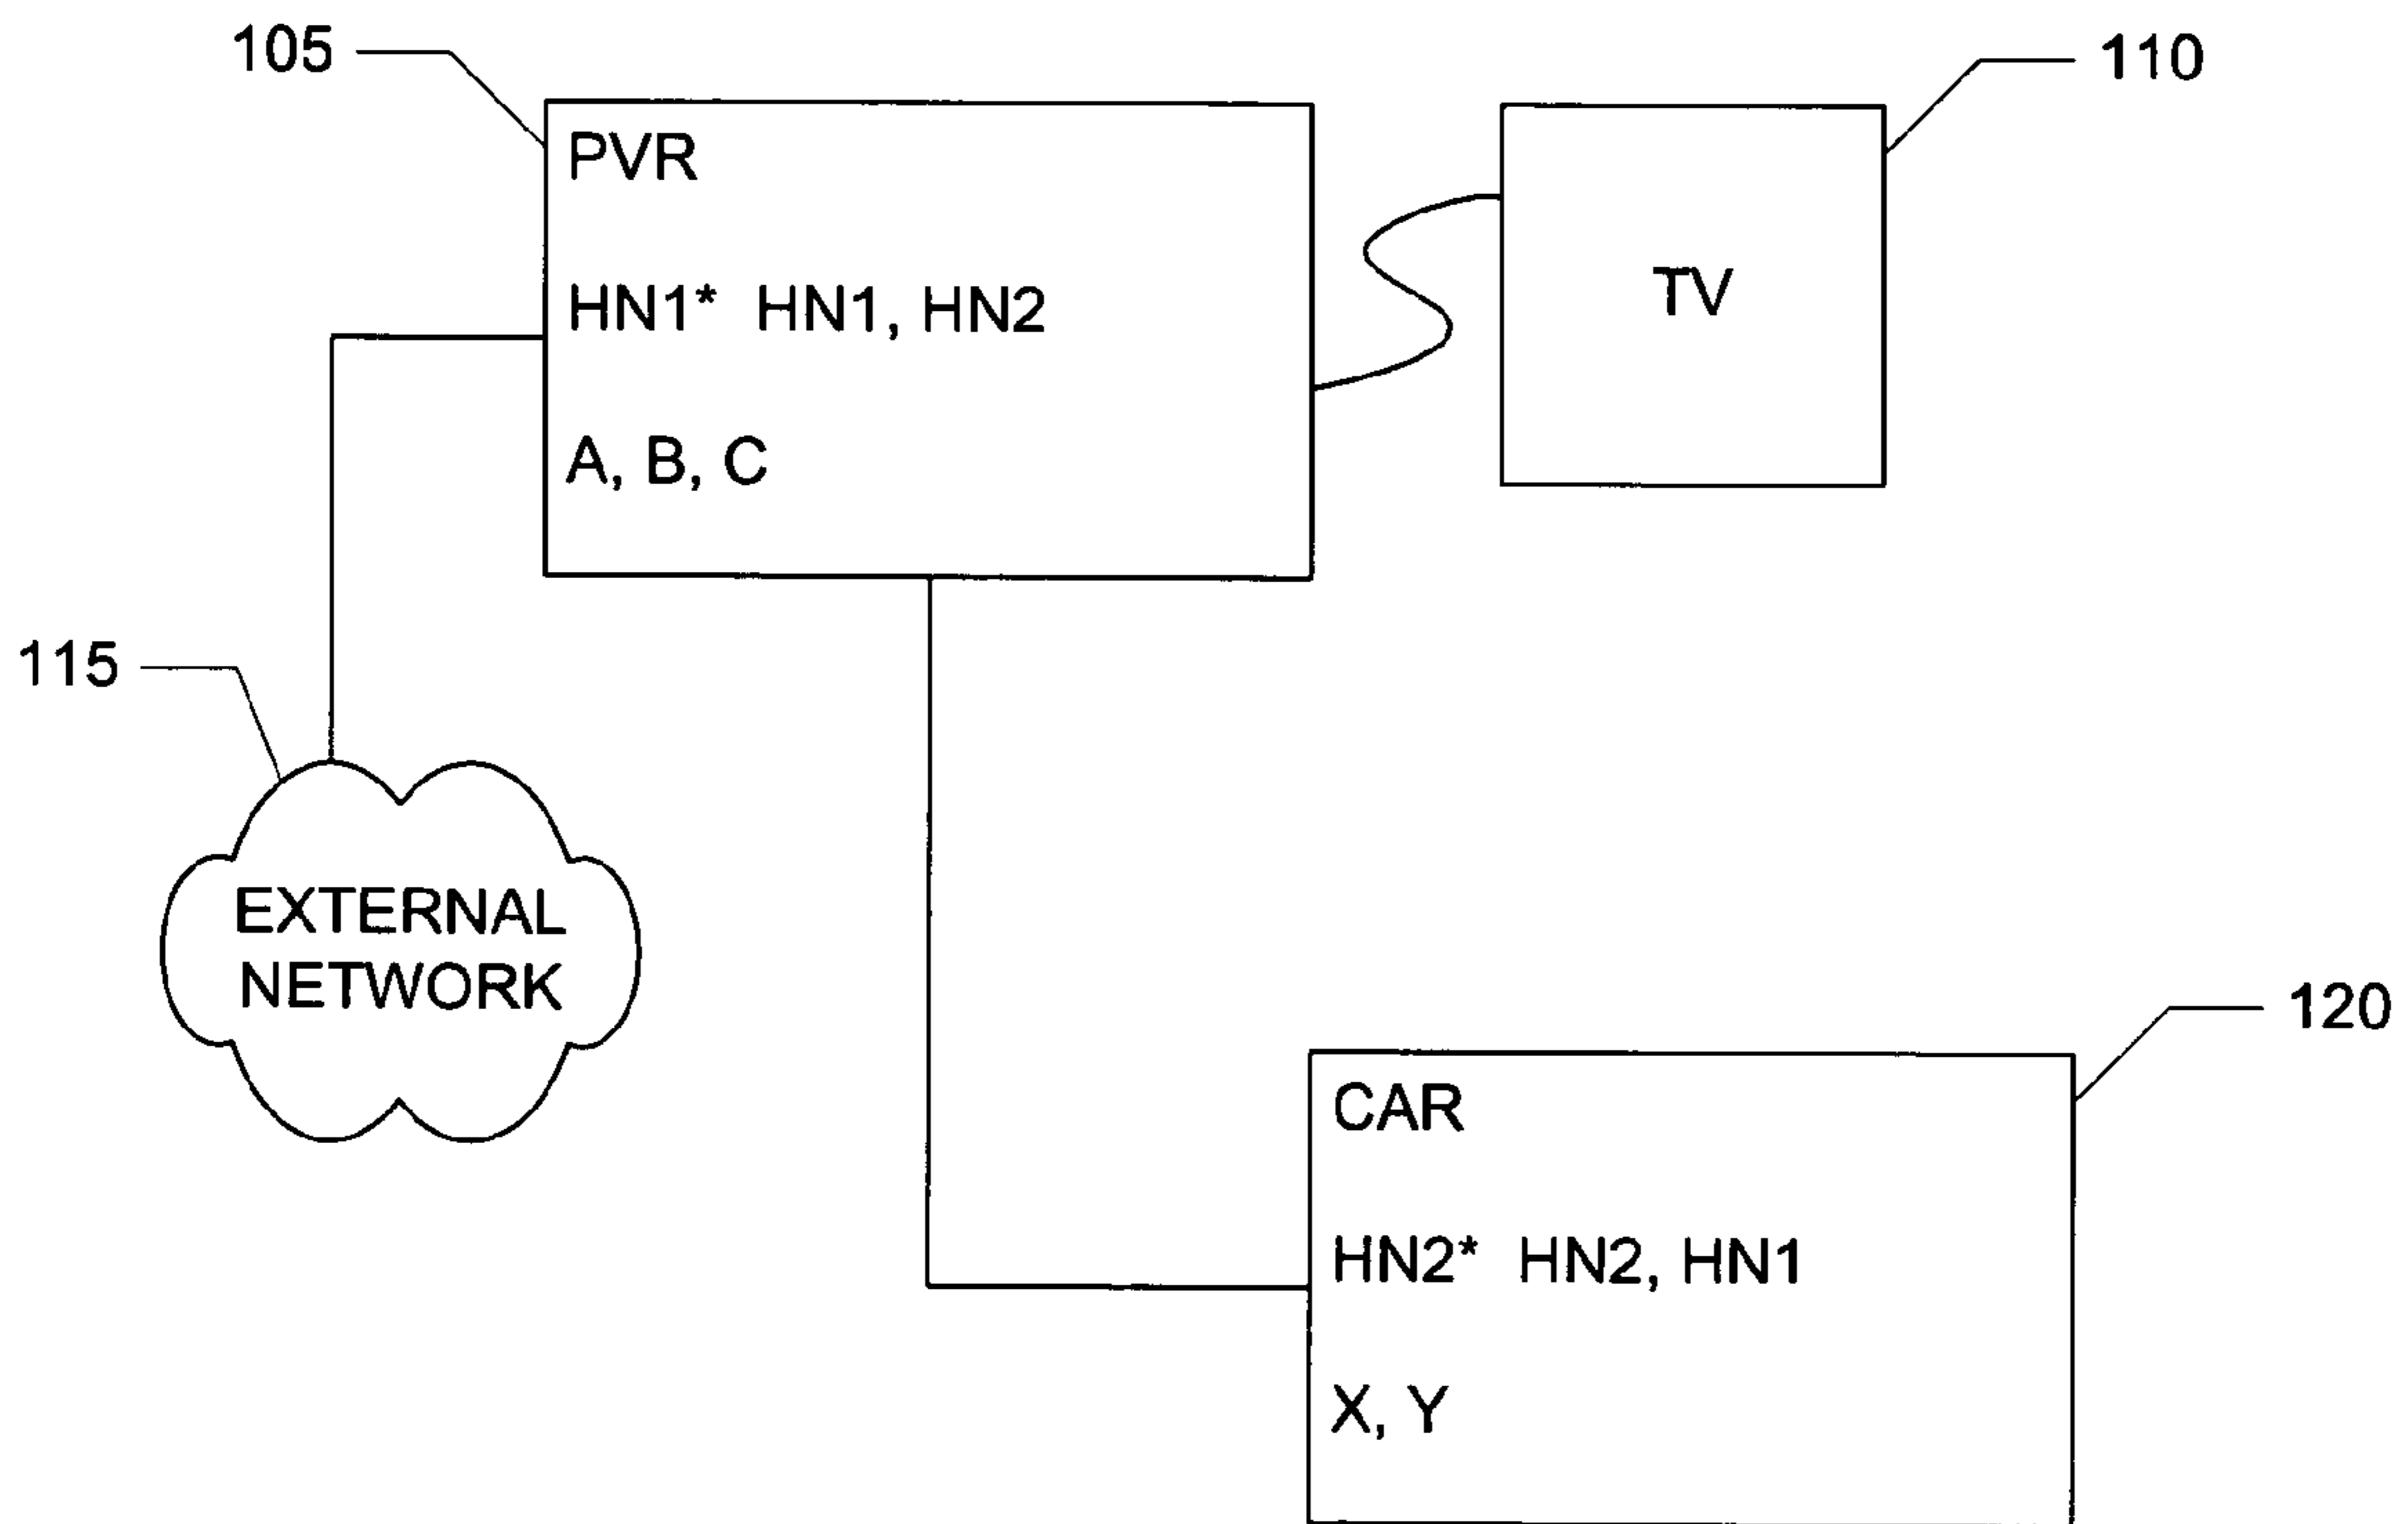 105
110
PVR
HN1* HN1, HN2
TV
A, B, C
115
EXTERNAL
NETWORK
120
CAR
HN2* HN2, HN1
X, Y